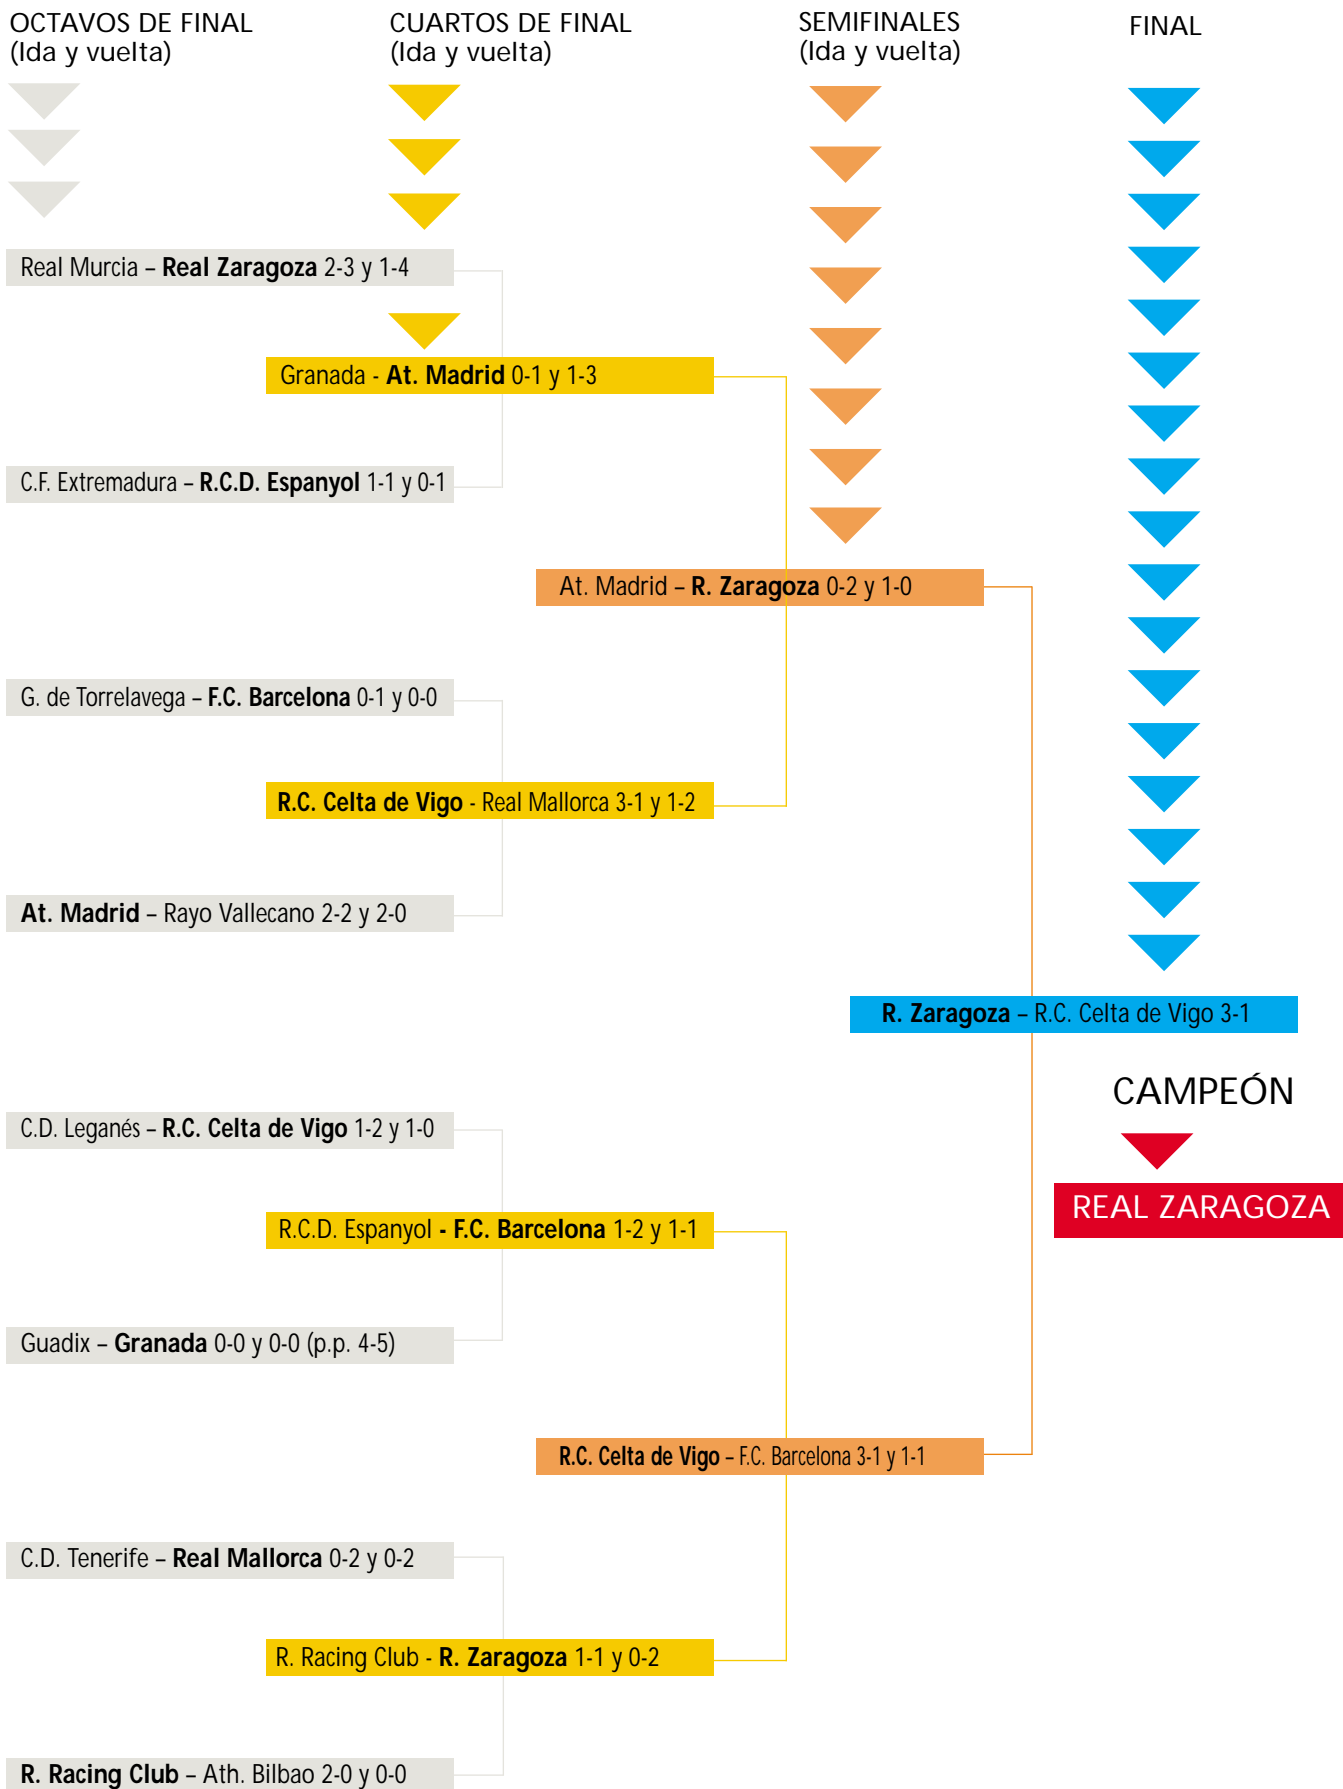 OCTAVOS DE FINAL
(Ida y vuelta)
CUARTOS DE FINAL
(Ida y vuelta)
SEMIFINALES
(Ida y vuelta)
FINAL
Real Murcia – Real Zaragoza 2-3 y 1-4
Granada - At. Madrid 0-1 y 1-3
C.F. Extremadura – R.C.D. Espanyol 1-1 y 0-1
At. Madrid – R. Zaragoza 0-2 y 1-0
G. de Torrelavega – F.C. Barcelona 0-1 y 0-0
R.C. Celta de Vigo - Real Mallorca 3-1 y 1-2
At. Madrid – Rayo Vallecano 2-2 y 2-0
R. Zaragoza – R.C. Celta de Vigo 3-1
CAMPEÓN
REAL ZARAGOZA
C.D. Leganés – R.C. Celta de Vigo 1-2 y 1-0
R.C.D. Espanyol - F.C. Barcelona 1-2 y 1-1
Guadix – Granada 0-0 y 0-0 (p.p. 4-5)
R.C. Celta de Vigo – F.C. Barcelona 3-1 y 1-1
C.D. Tenerife – Real Mallorca 0-2 y 0-2
R. Racing Club - R. Zaragoza 1-1 y 0-2
R. Racing Club – Ath. Bilbao 2-0 y 0-0